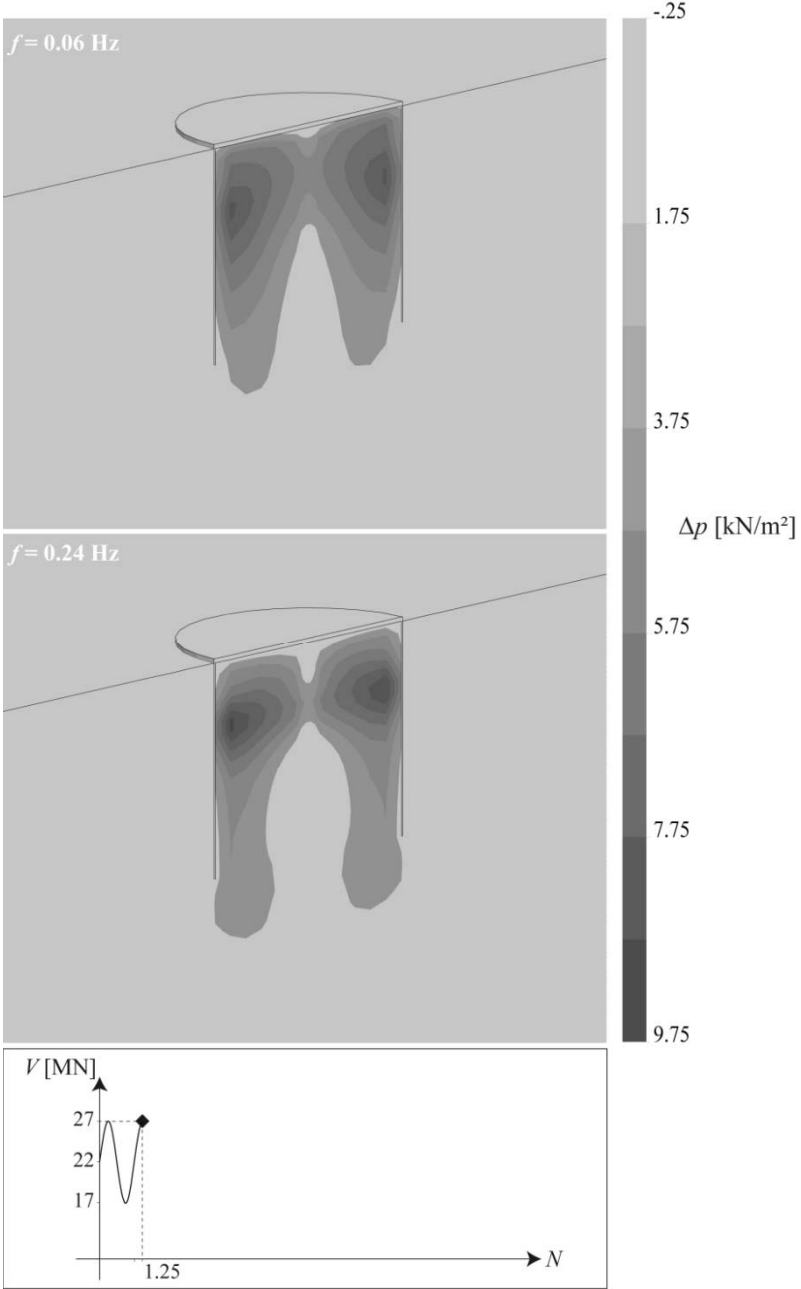 f = 0.06 Hz
-.25
1.75
3.75
Δp [kN/m²]
5.75
7.75
9.75
f = 0.24 Hz
V [MN]
27
22
17
1.25
N